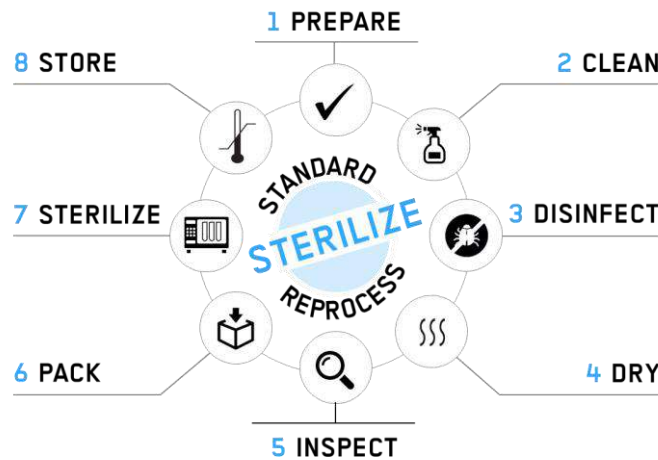 1 PREPARE
8 STORE
2 CLEAN
STANDARD
7 STERILIZE
STERILIZE
3 DISINFECT
REPROCESS
6 PACK
4 DRY
5 INSPECT